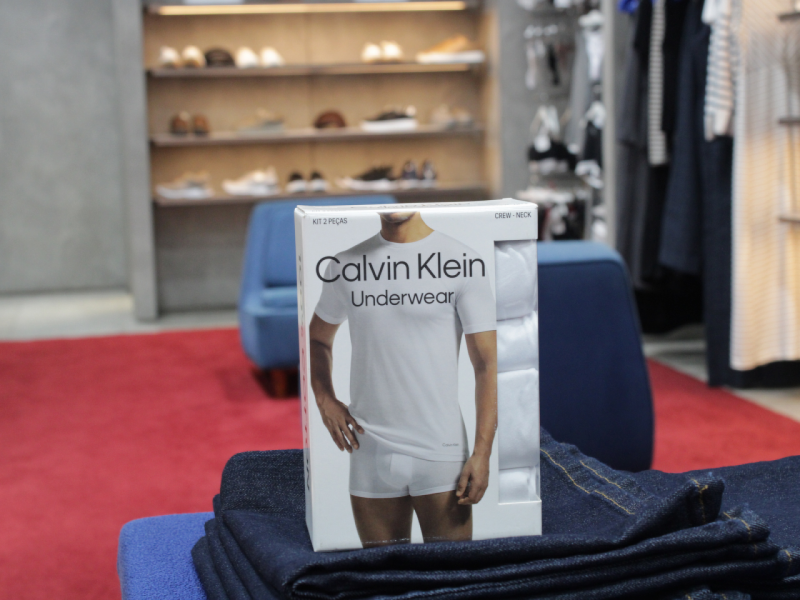 KIT 2 PEÇAS
CREW - NECK
Calvin Klein
Underwear